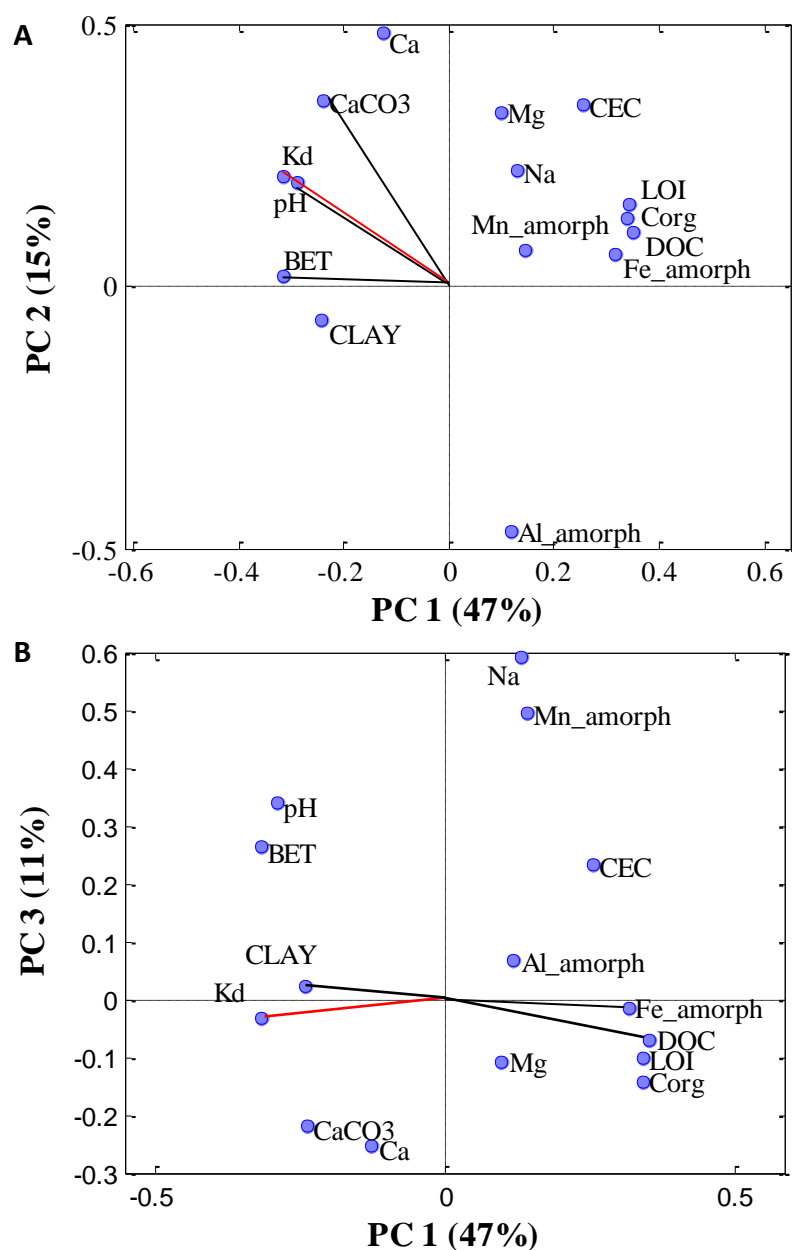 A
0.5
Ca
CaCO3
Mg
CEC
Kd
Na
LOI
pH
Mn_amorph
Corg
BET
DOC
Fe_amorph
0
CLAY
PC 2 (15%)
Al_amorph
-0.5
-0.6 -0.4 -0.2 0 0.2 0.4 0.6
PC 1 (47%)
B
0.6
Na
0.5
Mn_amorph
0.4
pH
0.3
BET
CEC
0.2
0.1
CLAY
Al_amorph
Kd
0
Fe_amorph
DOC
-0.1
Mg
LOI
Corg
-0.2
CaCO3
Ca
-0.3
PC 3 (11%)
-0.5 0 0.5
PC 1 (47%)